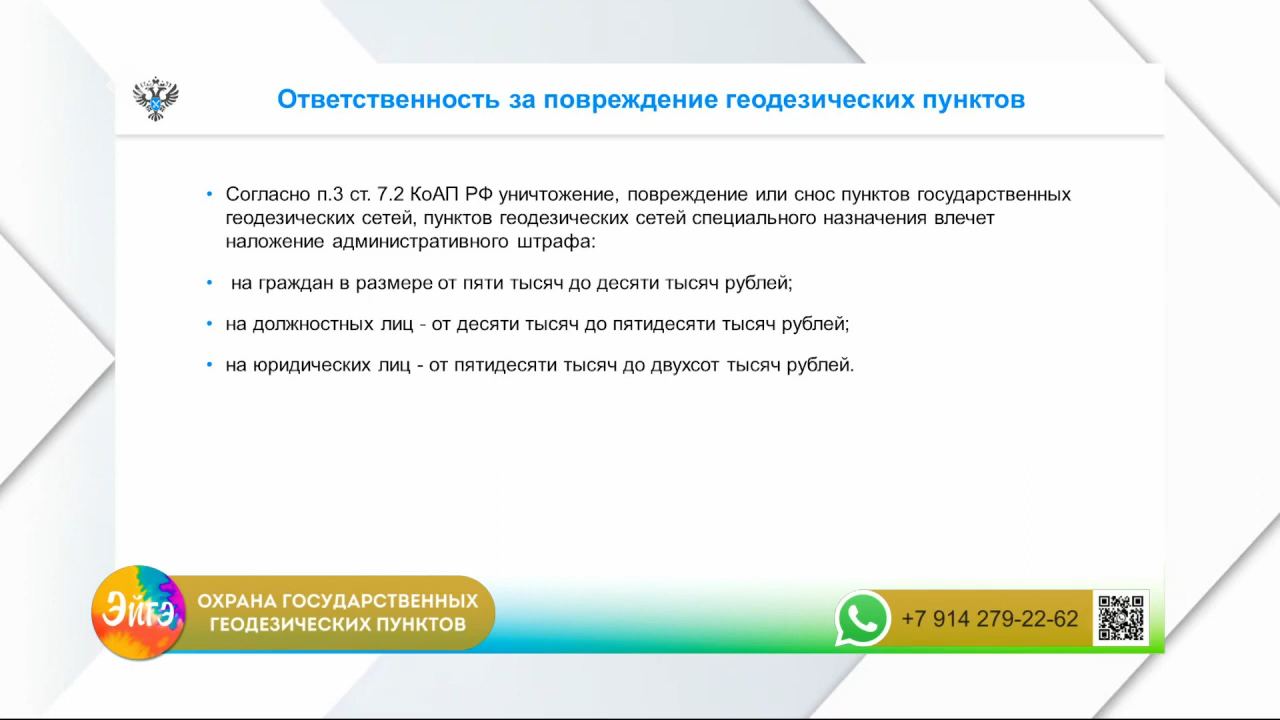 Ответственность за повреждение геодезических пунктов
• Согласно п.3 ст. 7.2 КоАП РФ уничтожение, повреждение или снос пунктов государственных
геодезических сетей, пунктов геодезических сетей специального назначения влечет
наложение административного штрафа:
• на граждан в размере от пяти тысяч до десяти тысяч рублей;
• на должностных лиц - от десяти тысяч до пятидесяти тысяч рублей;
• на юридических лиц - от пятидесяти тысяч до двухсот тысяч рублей.
Эйгэ
ОХРАНА ГОСУДАРСТВЕННЫХ
ГЕОДЕЗИЧЕСКИХ ПУНКТОВ
+7 914 279-22-62